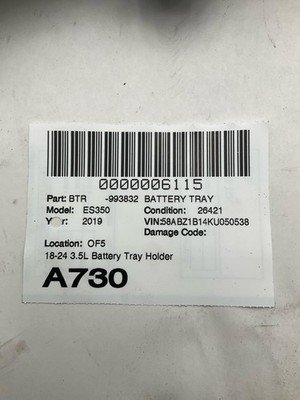 0000006115
Part: BTR -993832 BATTERY TRAY
Model: ES350 Condition: 26421
Year: 2019 VIN:58ABZ1B14KU050538
Damage Code:
Location: OF5
18-24 3.5L Battery Tray Holder
A730